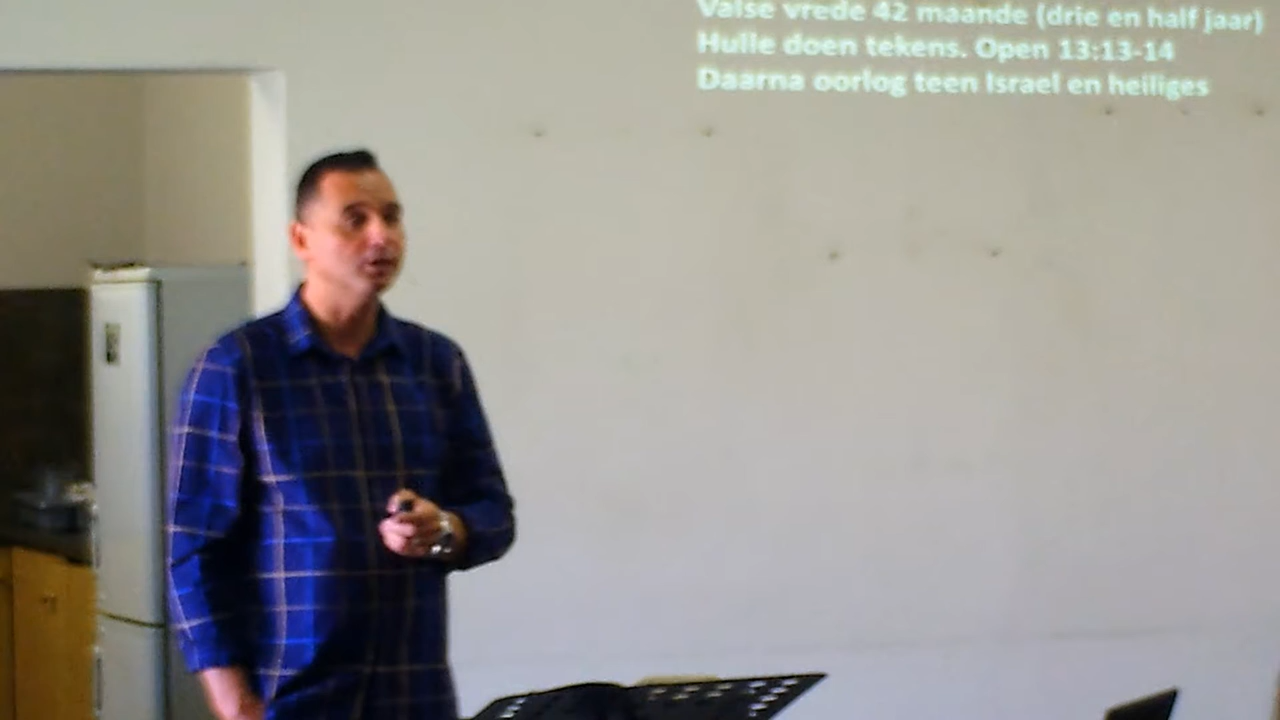 Valse vrede 42 maande (drie en half jaar)
Hulle doen tekens. Open 13:13-14
Daarna oorlog teen Israel en heiliges